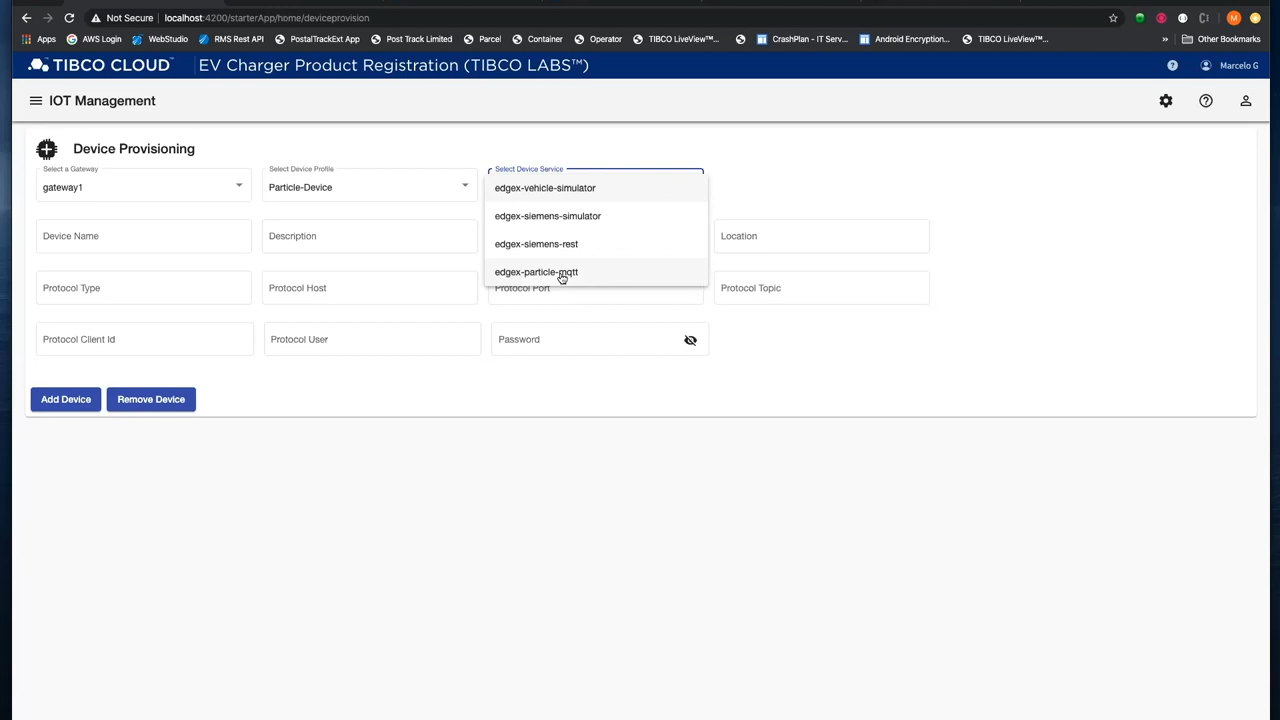 Not Secure localhost:4200/starterApp/home/deviceprovision M
Apps AWS Login WebStudio RMS Rest API PostalTrackExt App Post Track Limited Parcel Container Operator TIBCO LiveView™... CrashPlan - IT Serv... Android Encryption... TIBCO LiveView™... » Other Bookmarks
TIBCO CLOUD™ EV Charger Product Registration (TIBCO LABS™) Marcelo G
IOT Management
Device Provisioning
Select a Gateway Select Device Profile Select Device Service
gateway1 Particle-Device edgex-vehicle-simulator
edgex-siemens-simulator
Device Name Description edgex-siemens-rest Location
edgex-particle-mqtt
Protocol Type Protocol Host Protocol Port Protocol Topic
Protocol Client Id Protocol User Password
Add Device Remove Device